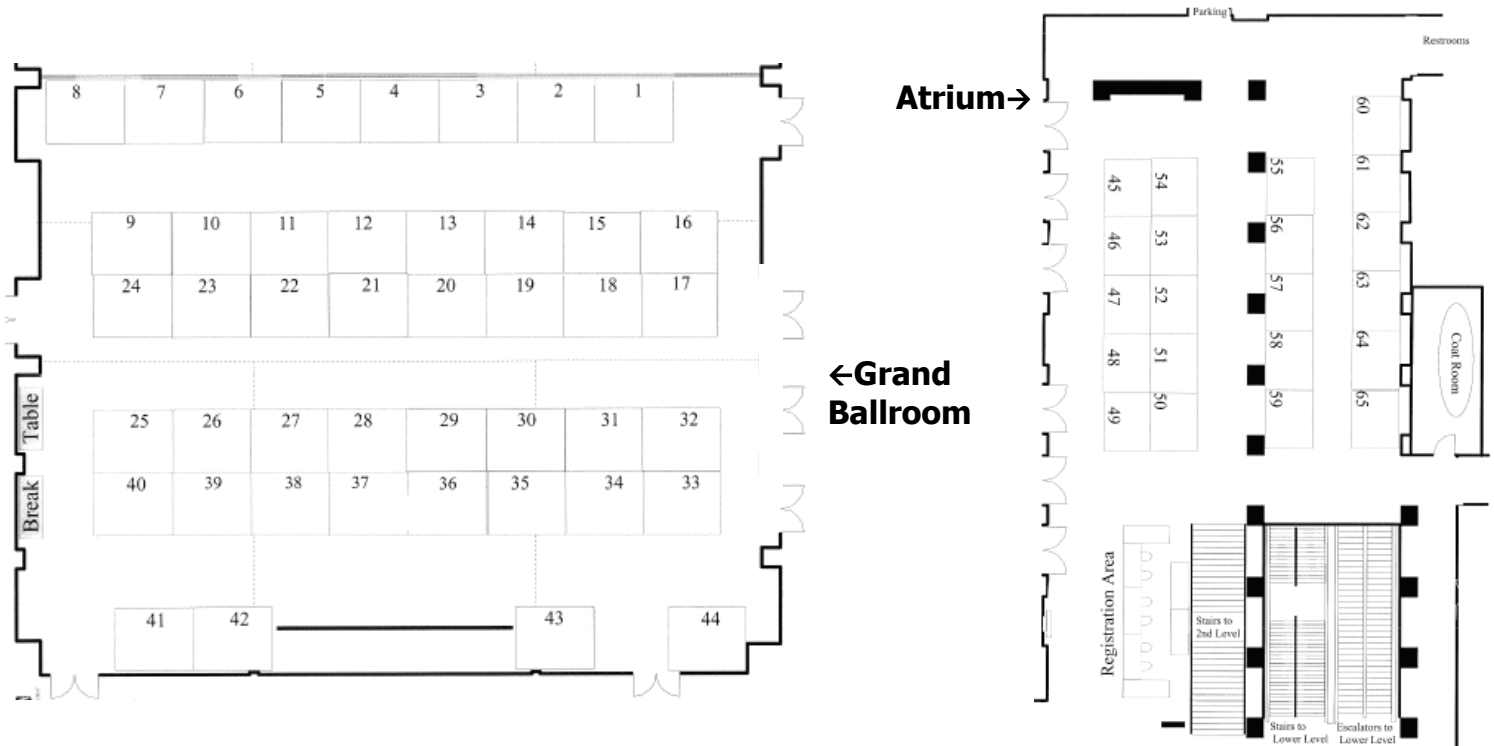 8 7 6 5 4 3 2 1
9 10 11 12 13 14 15 16
24 23 22 21 20 19 18 17
Table
25 26 27 28 29 30 31 32
Break
40 39 38 37 36 35 34 33
41 42 43 44
←Grand
Ballroom
Atrium→
Parking
Restrooms
60
45 54 55 61
46 53 56 62
47 52 57 63
48 51 58 64
49 50 59 65
Coat Room
Registration Area
Stairs to
2nd Level
Stairs to
Lower Level
Escalators to
Lower Level